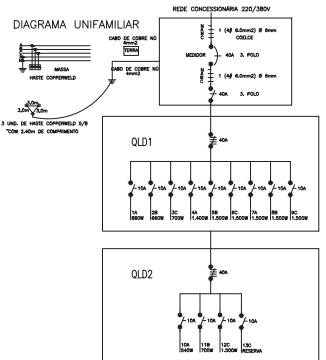 REDE CONCESSIONÁRIA 220/380V
DIAGRAMA UNIFAMILIAR
1 (4∅ 6.0mm2) Ø 6mm
COELCE
MEDIDOR
40A 3. POLO
1 (4∅ 6.0mm2) Ø 6mm
40A 3. POLO
CABO DE COBRE NÚ
4mm2
TERRA
CABO DE COBRE NÚ
4mm2
MASSA
HASTE COPPERWELD
3,0m
3,0m 3,0m
3 UND. DE HASTE COPPERWELD 5/8
"COM 2.40m DE COMPRIMENTO
QLD1
40A
10A 10A 10A 10A 10A 10A 10A 10A 10A
1A 2B 3C 4A 5B 6C 7A 8B 9C
660W 660W 700W 1.400W 1.500W 1.500W 1.500W 1.500W 1.500W
QLD2
40A
10A 10A 10A 10A
10A 11B 12C 13C
540W 700W 1.500W RESERVA